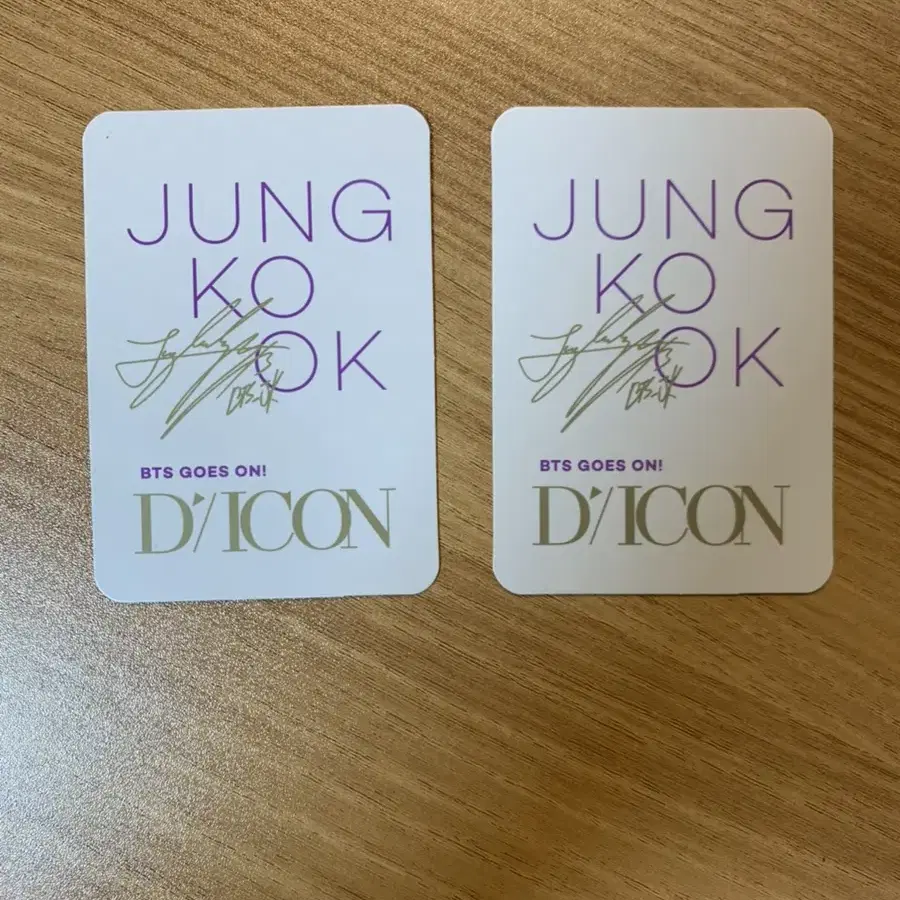 JUNG
KO
OK
BTS GOES ON!
D'/ICON
JUNG
KO
OK
BTS GOES ON!
D'/ICON